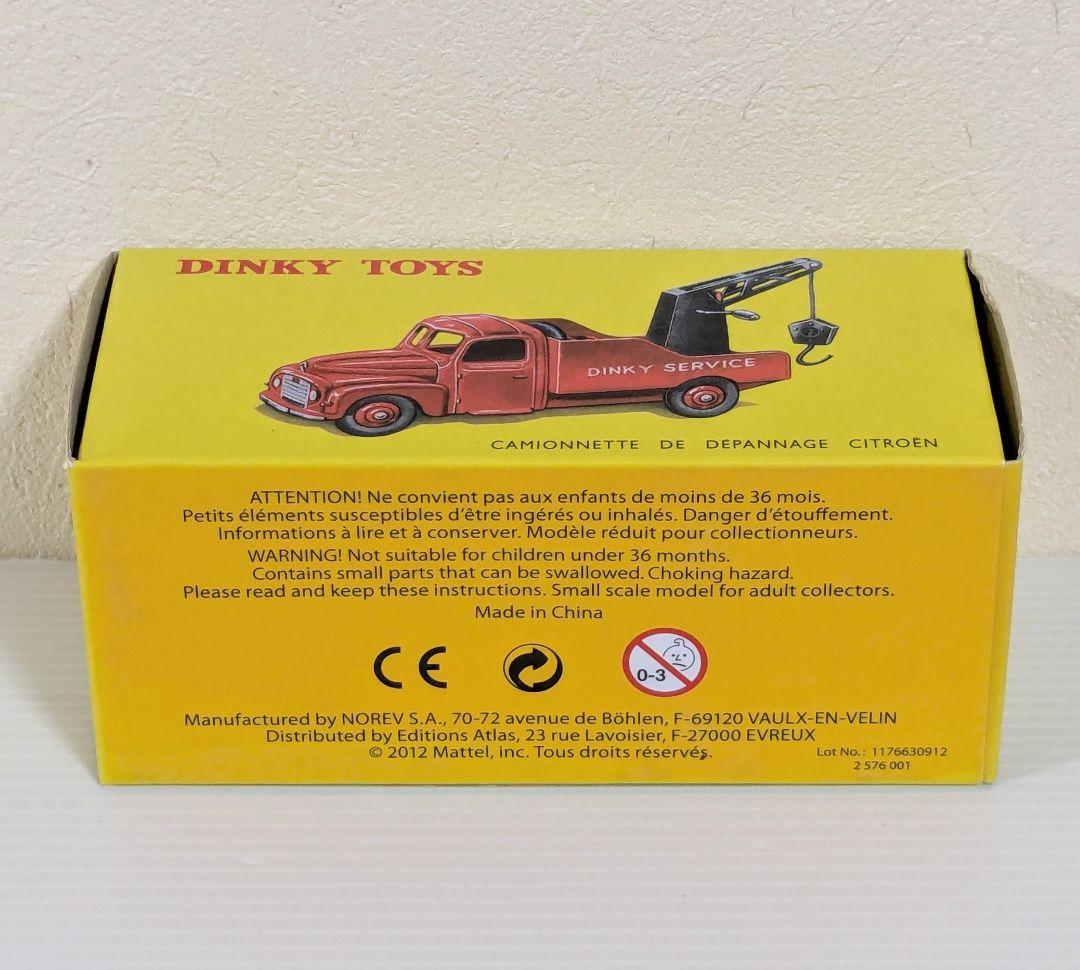 DINKY TOYS
DINKY SERVICE
CAMIONNETTE DE DEPANNAGE CITROËN
ATTENTION! Ne convient pas aux enfants de moins de 36 mois.
Petits éléments susceptibles d'être ingérés ou inhalés. Danger d'étouffement.
Informations à lire et à conserver. Modèle réduit pour collectionneurs.
WARNING! Not suitable for children under 36 months.
Contains small parts that can be swallowed. Choking hazard.
Please read and keep these instructions. Small scale model for adult collectors.
Made in China
CE
0-3
Manufactured by NOREV S.A., 70-72 avenue de Böhlen, F-69120 VAULX-EN-VELIN
Distributed by Editions Atlas, 23 rue Lavoisier, F-27000 EVREUX
© 2012 Mattel, inc. Tous droits réservés.
Lot No.: 1176630912
2 576 001